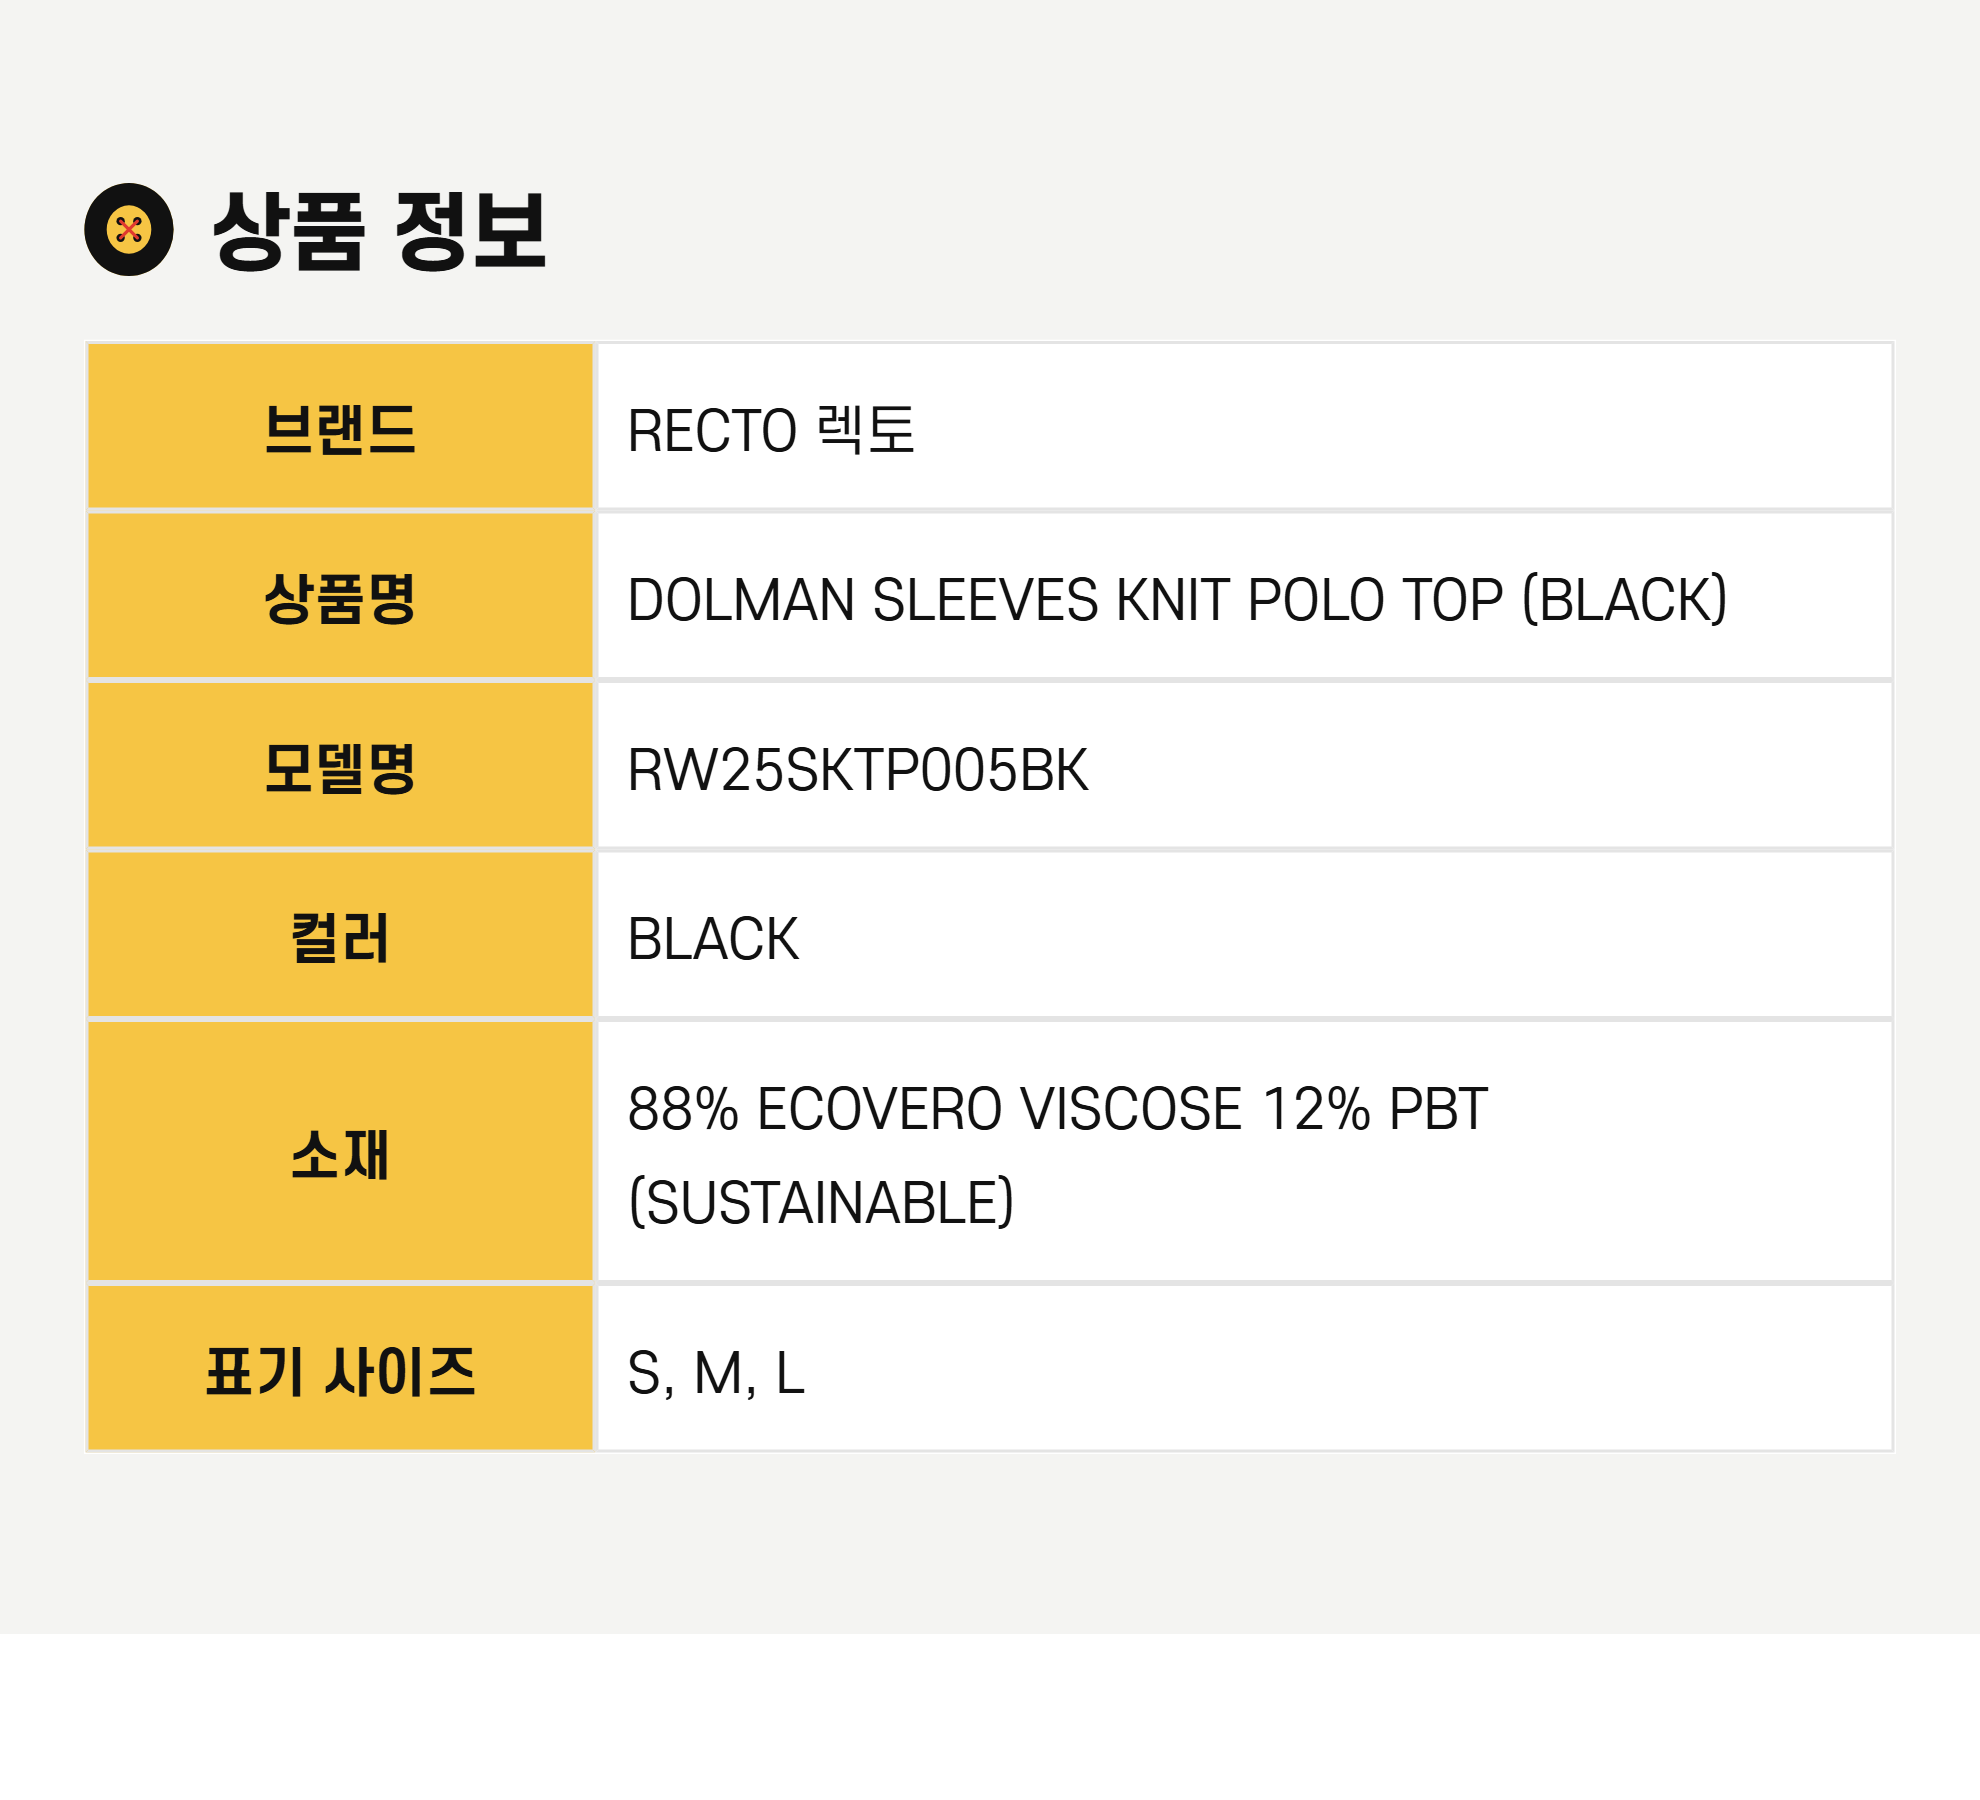 상품 정보
브랜드
RECTO 렉토
상품명
DOLMAN SLEEVES KNIT POLO TOP (BLACK)
모델명
RW25SKTP005BK
컬러
BLACK
소재
88% ECOVERO VISCOSE 12% PBT
(SUSTAINABLE)
표기 사이즈
S, M, L